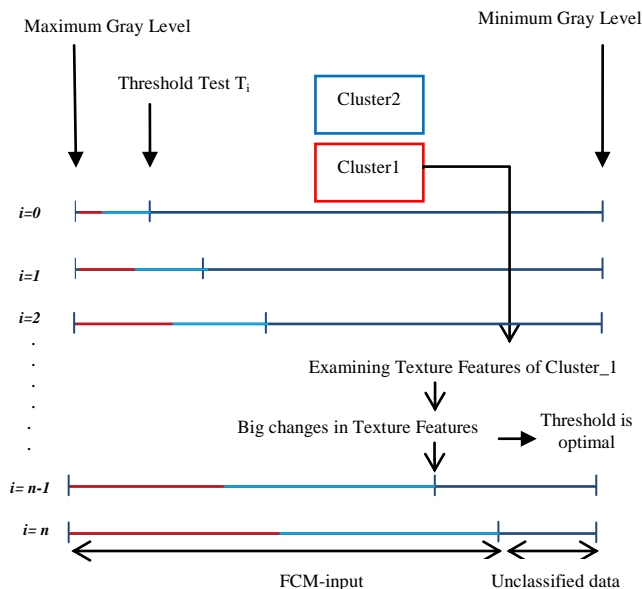 Maximum Gray Level
Minimum Gray Level
Threshold Test Ti
Cluster2
Cluster1
i=0
i=1
i=2
Examining Texture Features of Cluster_1
Big changes in Texture Features
Threshold is
optimal
i= n-1
i= n
FCM-input
Unclassified data